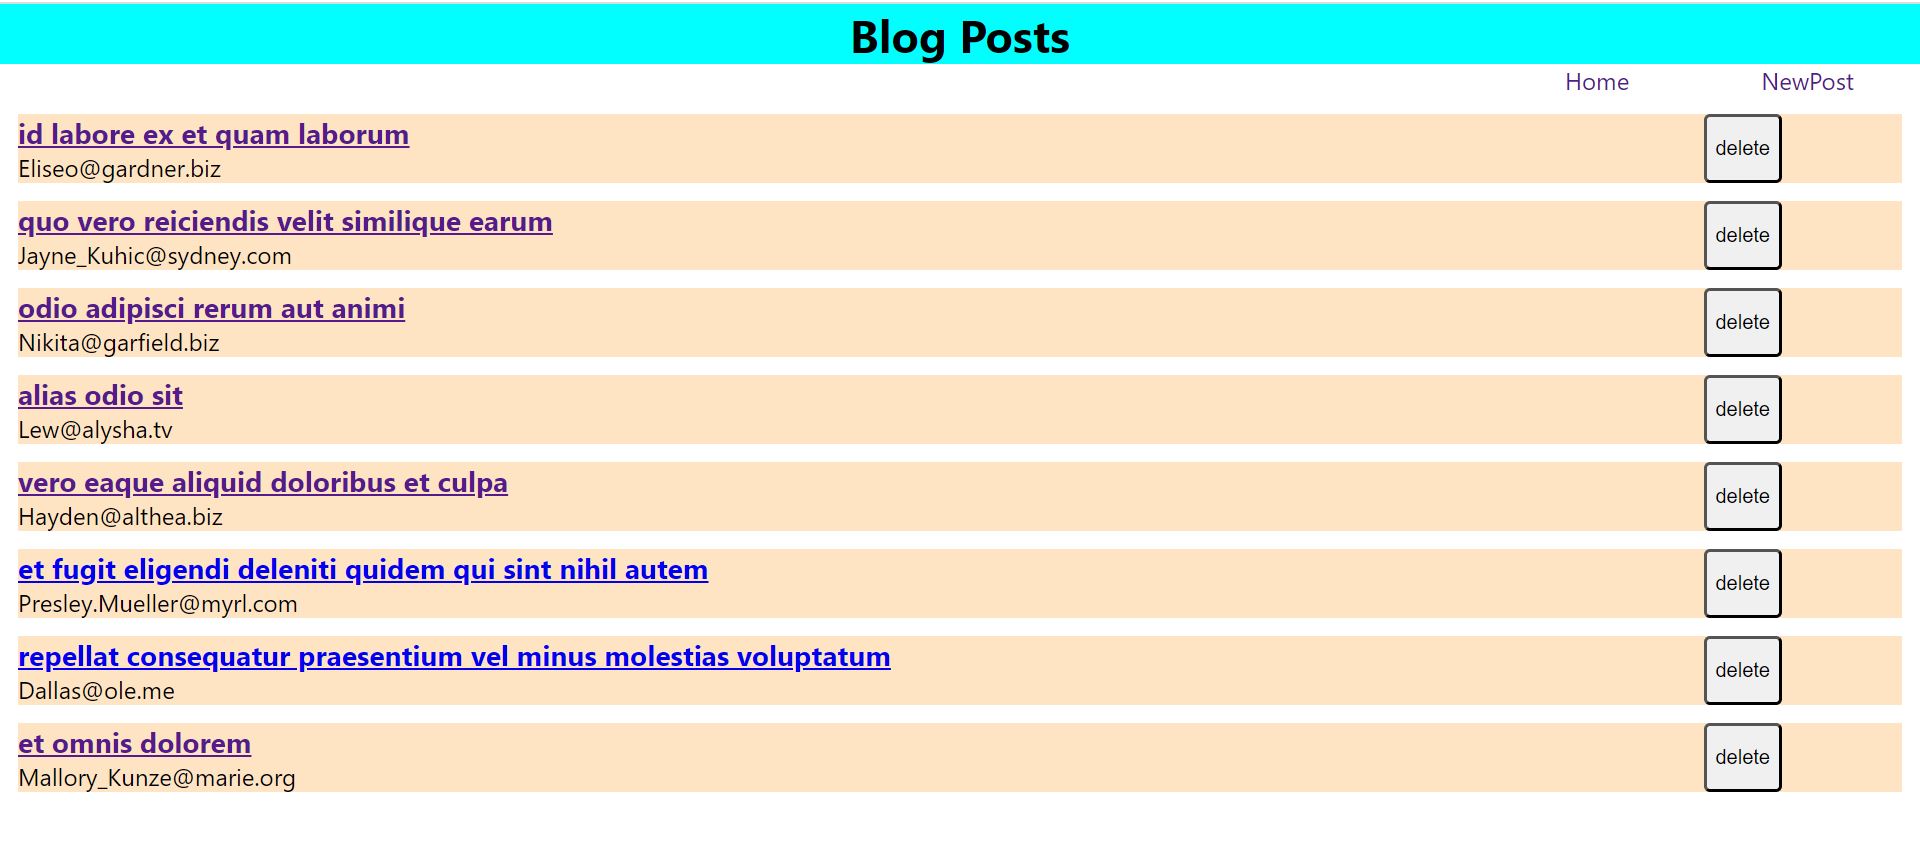 Blog Posts
Home NewPost
id labore ex et quam laborum
Eliseo@gardner.biz
delete
quo vero reiciendis velit similique earum
Jayne_Kuhic@sydney.com
delete
odio adipisci rerum aut animi
Nikita@garfield.biz
delete
alias odio sit
Lew@alysha.tv
delete
vero eaque aliquid doloribus et culpa
Hayden@althea.biz
delete
et fugit eligendi deleniti quidem qui sint nihil autem
Presley.Mueller@myrl.com
delete
repellat consequatur praesentium vel minus molestias voluptatum
Dallas@ole.me
delete
et omnis dolorem
Mallory_Kunze@marie.org
delete